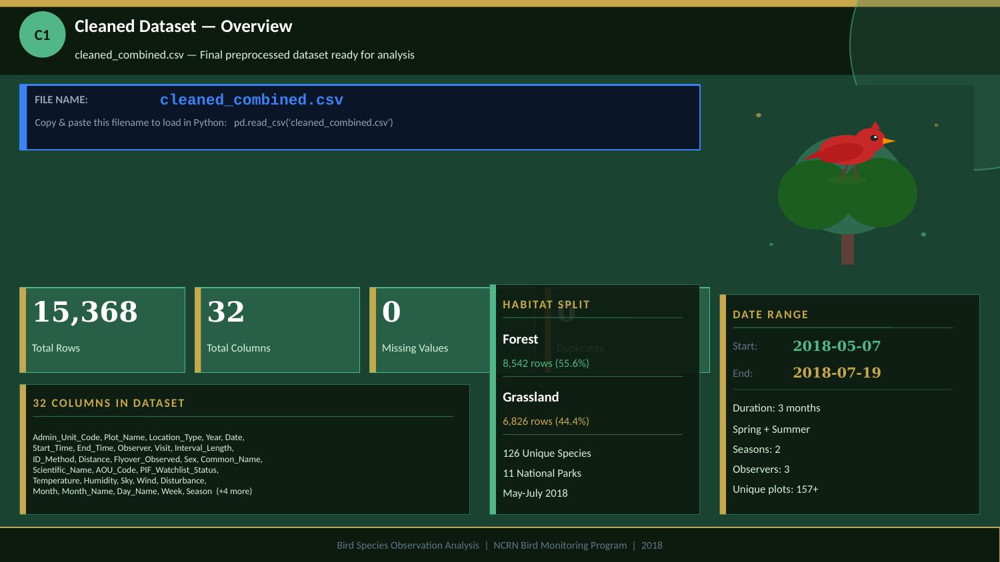 C1
Cleaned Dataset — Overview
cleaned_combined.csv — Final preprocessed dataset ready for analysis
FILE NAME: cleaned_combined.csv
Copy & paste this filename to load in Python: pd.read_csv('cleaned_combined.csv')
15,368
Total Rows
32
Total Columns
0
Missing Values
0
Duplicates
HABITAT SPLIT
Forest
8,542 rows (55.6%)
Grassland
6,826 rows (44.4%)
126 Unique Species
11 National Parks
May-July 2018
DATE RANGE
Start: 2018-05-07
End: 2018-07-19
Duration: 3 months
Spring + Summer
Seasons: 2
Observers: 3
Unique plots: 157+
32 COLUMNS IN DATASET
Admin_Unit_Code, Plot_Name, Location_Type, Year, Date,
Start_Time, End_Time, Observer, Visit, Interval_Length,
ID_Method, Distance, Flyover_Observed, Sex, Common_Name,
Scientific_Name, AOU_Code, PIF_Watchlist_Status,
Temperature, Humidity, Sky, Wind, Disturbance,
Month, Month_Name, Day_Name, Week, Season (+4 more)
Bird Species Observation Analysis | NCRN Bird Monitoring Program | 2018